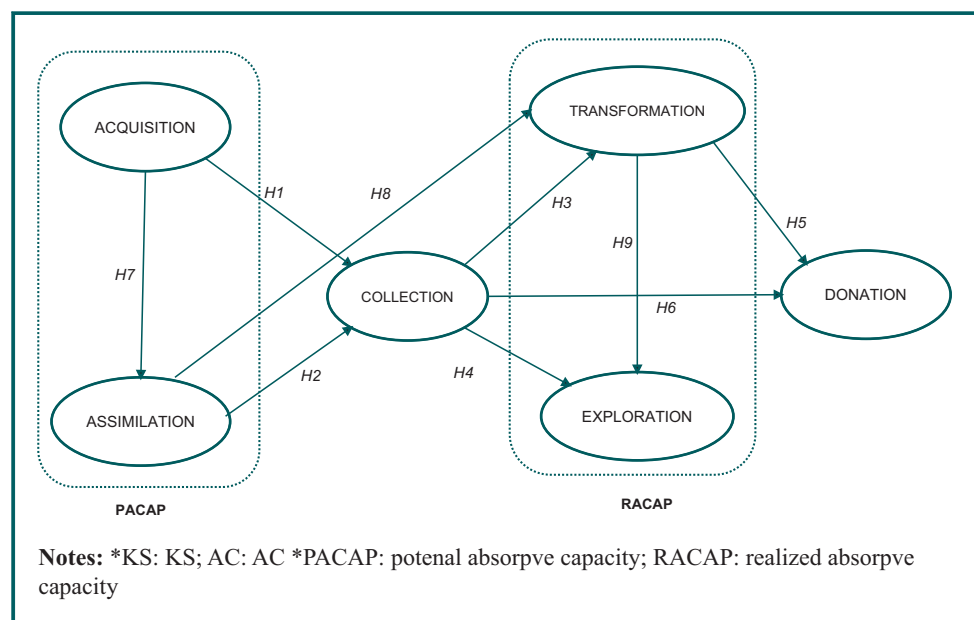 ACQUISITION
TRANSFORMATION
H1
H8
H3
H5
H7
H9
COLLECTION
DONATION
H6
H2
H4
ASSIMILATION
EXPLORATION
PACAP
RACAP
Notes: *KS: KS; AC: AC *PACAP: potenal absorpve capacity; RACAP: realized absorpve
capacity